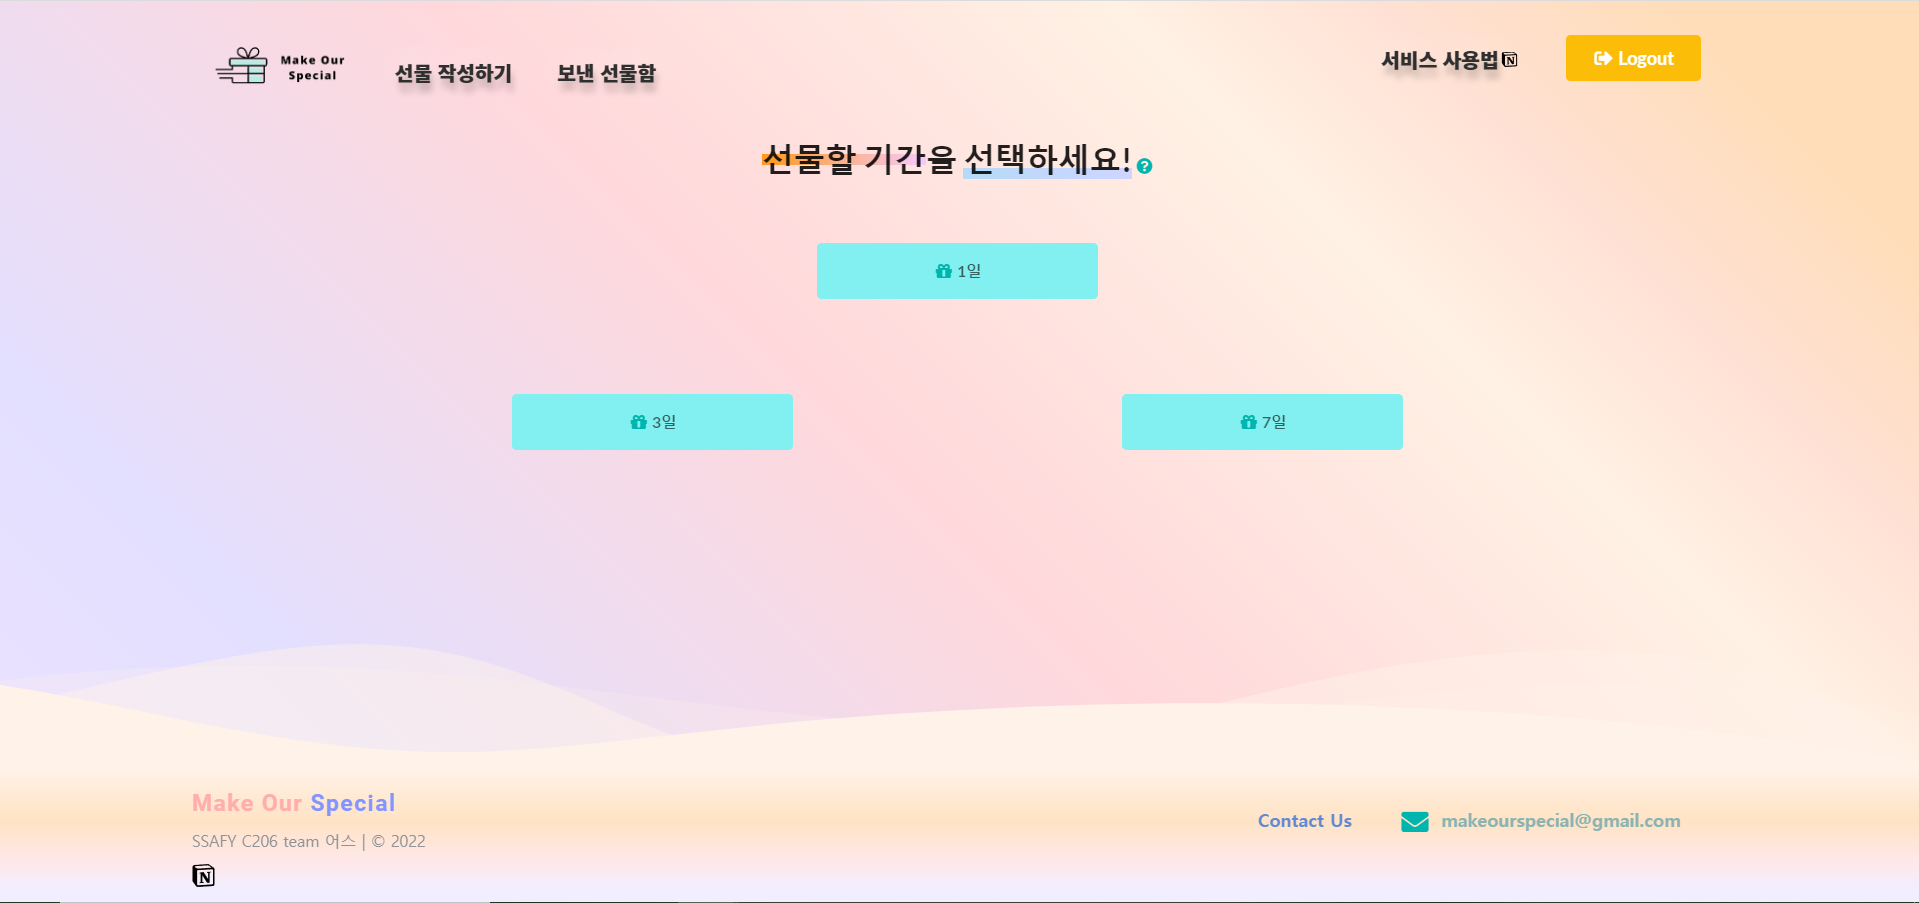 Make Our
Special
선물 작성하기
보낸 선물함
서비스 사용법
Logout
선물할 기간을 선택하세요!
1일
3일
7일
Make Our Special
SSAFY C206 team 어스 | © 2022
Contact Us
makeourspecial@gmail.com